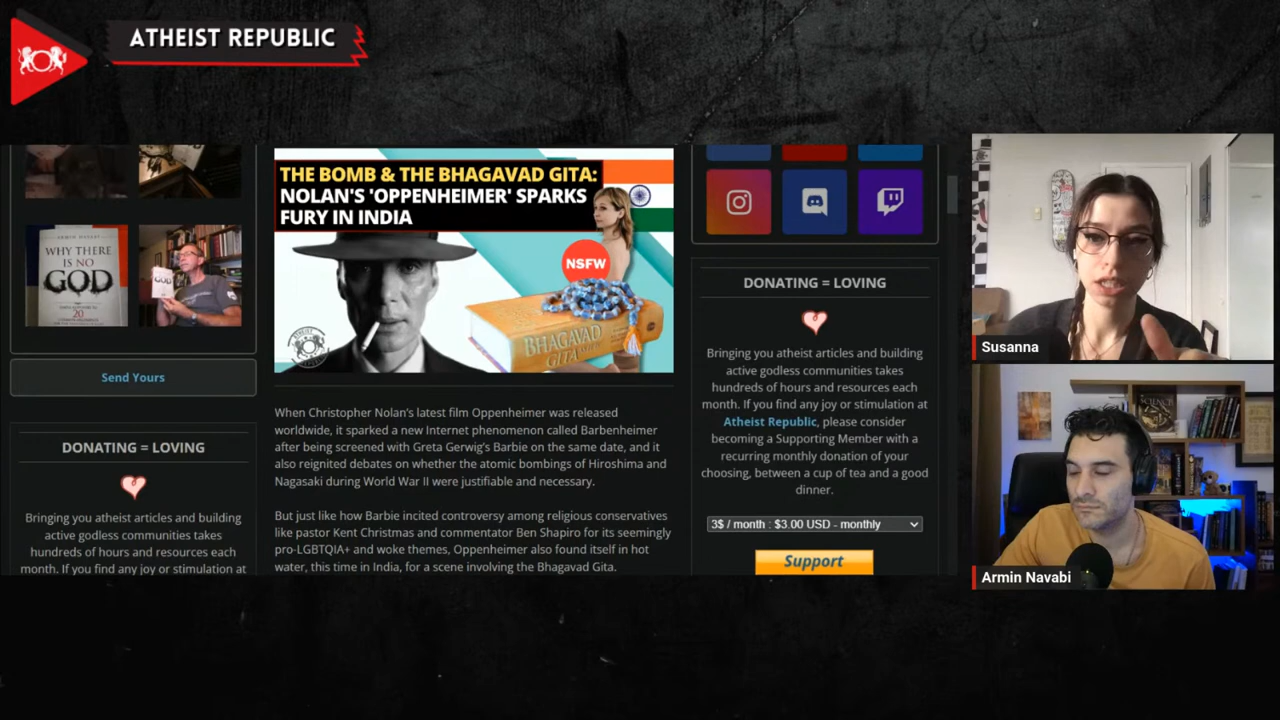 ATHEIST REPUBLIC
WHY THERE
IS NO
GOD
GOD
Send Yours
DONATING = LOVING
Bringing you atheist articles and building
active godless communities takes
hundreds of hours and resources each
month. If you find any joy or stimulation at
THE BOMB & THE BHAGAVAD GITA:
NOLAN'S 'OPPENHEIMER' SPARKS
FURY IN INDIA
NSFW
BHAGAVAD
GITA
When Christopher Nolan's latest film Oppenheimer was released
worldwide, it sparked a new Internet phenomenon called Barbenheimer
after being screened with Greta Gerwig's Barbie on the same date, and it
also reignited debates on whether the atomic bombings of Hiroshima and
Nagasaki during World War II were justifiable and necessary.
But just like how Barbie incited controversy among religious conservatives
like pastor Kent Christmas and commentator Ben Shapiro for its seemingly
pro-LGBTQIA+ and woke themes, Oppenheimer also found itself in hot
water, this time in India, for a scene involving the Bhagavad Gita.
DONATING = LOVING
Bringing you atheist articles and building
active godless communities takes
hundreds of hours and resources each
month. If you find any joy or stimulation at
Atheist Republic, please consider
becoming a Supporting Member with a
recurring monthly donation of your
choosing, between a cup of tea and a good
dinner.
3$ / month : $3.00 USD - monthly
Support
Susanna
SCIENCE
Armin Navabi